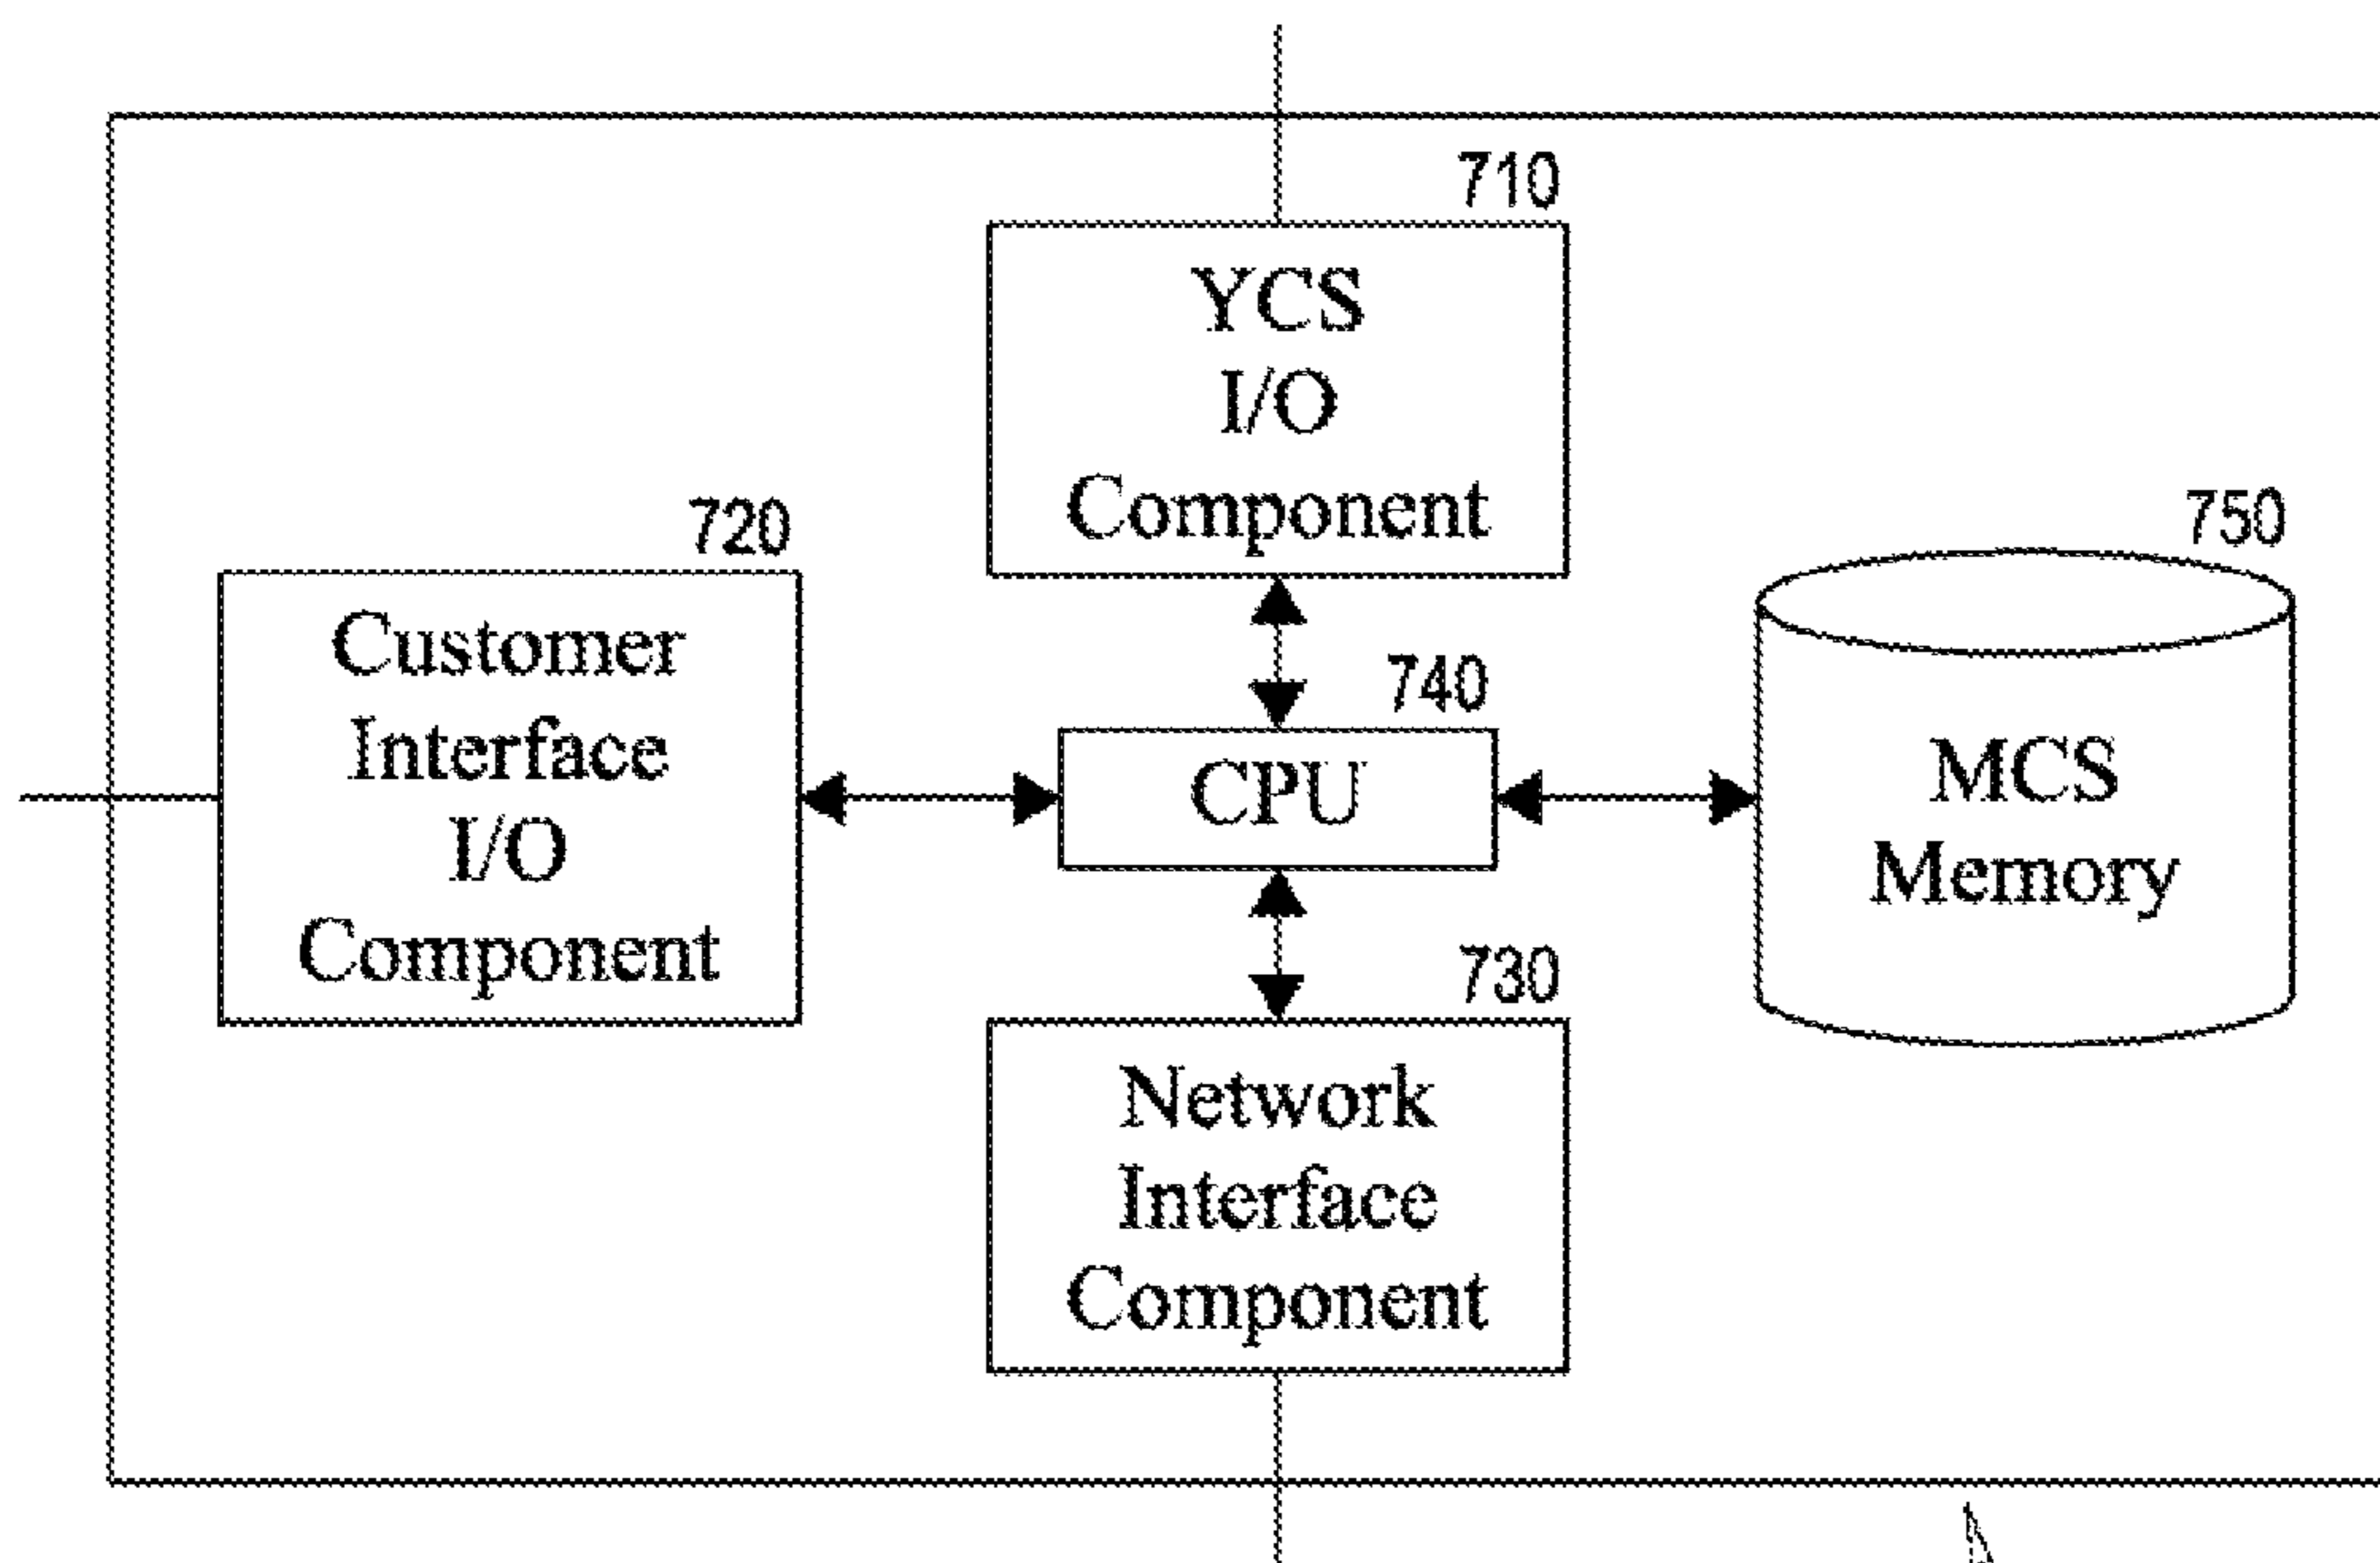 710
YCS
I/O
Component
720
Customer
Interface
I/O
Component
740
CPU
750
MCS
Memory
730
Network
Interface
Component